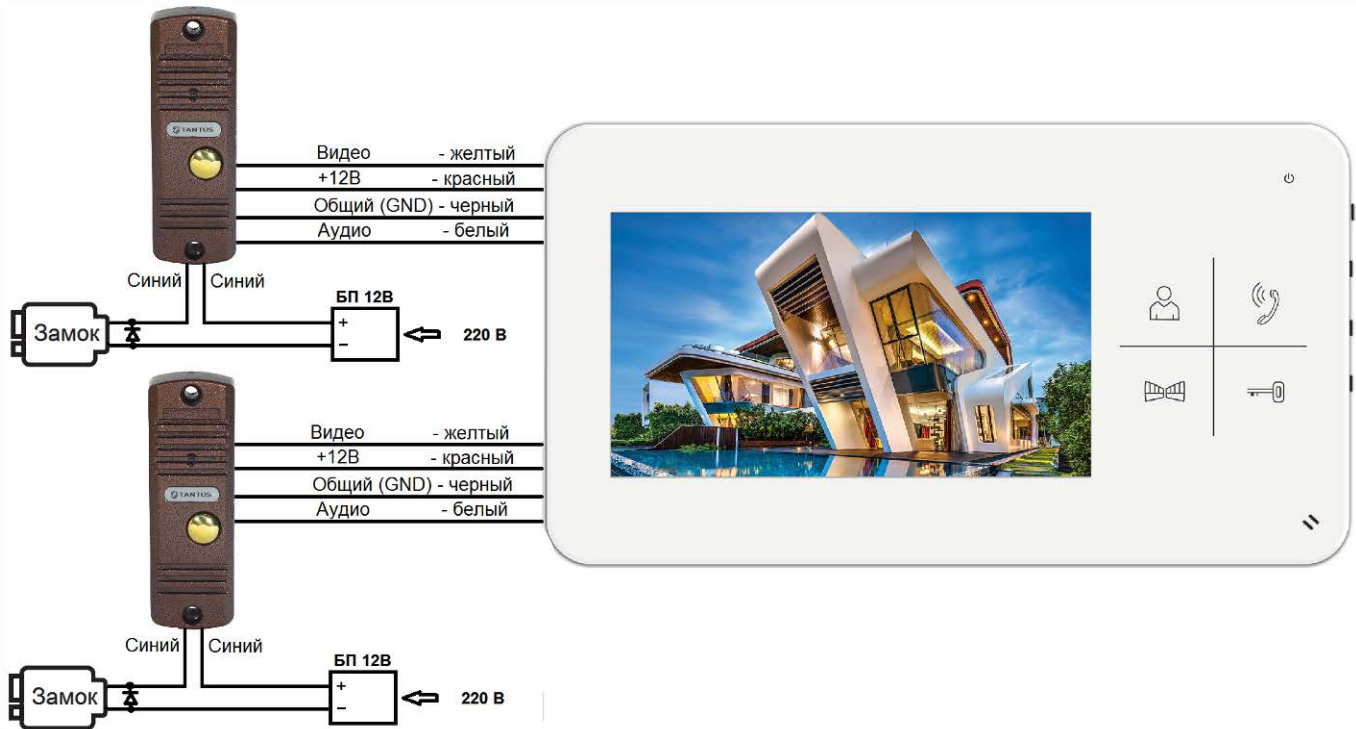 TANTOS
Видео - желтый
+12В - красный
Общий (GND) - черный
Аудио - белый
Синий Синий
БП 12В
Замок + 220 В
−
TANTOS
Видео - желтый
+12В - красный
Общий (GND) - черный
Аудио - белый
Синий Синий
БП 12В
Замок + 220 В
−